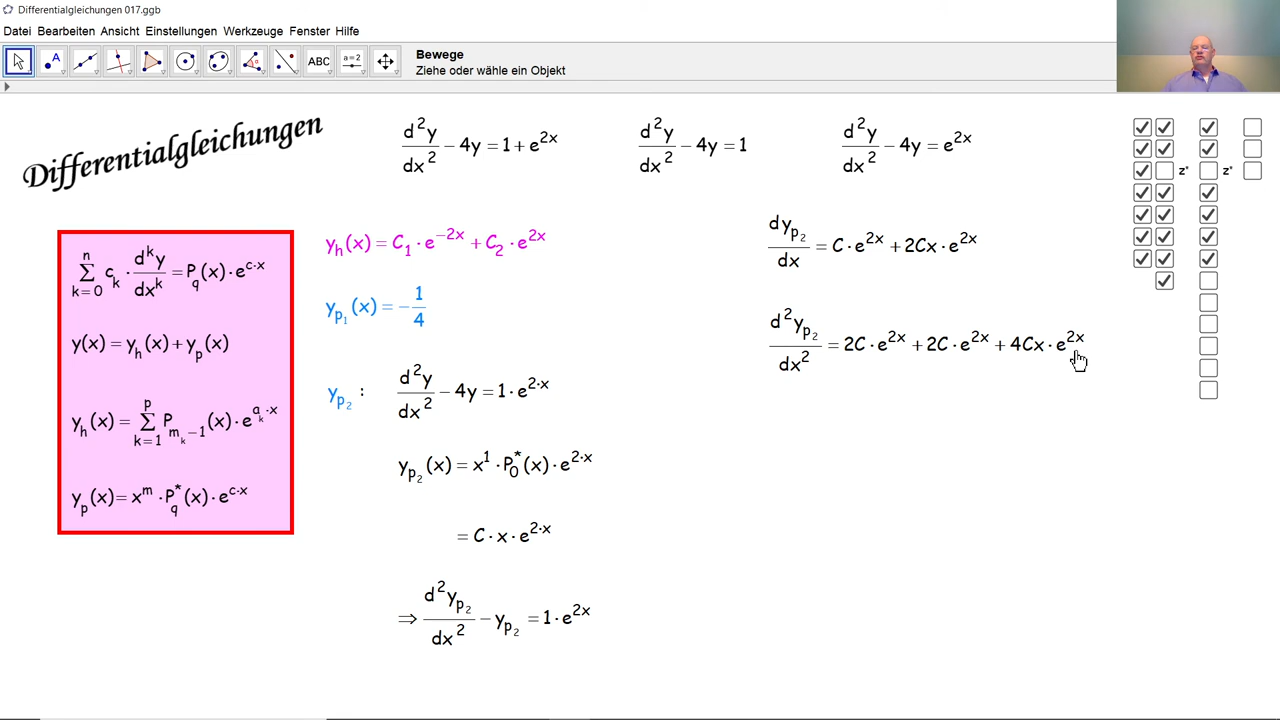 Differentialgleichungen 017.ggb
Datei Bearbeiten Ansicht Einstellungen Werkzeuge Fenster Hilfe
A ABC a=2
Bewege
Ziehe oder wähle ein Objekt
Differentialgleichungen
d²y/dx² − 4y = 1 + e^{2x}
d²y/dx² − 4y = 1
d²y/dx² − 4y = e^{2x}
z* z*
∑_{k=0}^{n} c_k · d^k y/dx^k = P_q(x) · e^{c·x}
y(x) = y_h(x) + y_p(x)
y_h(x) = ∑_{k=1}^{p} P_{m_k−1}(x) · e^{a_k·x}
y_p(x) = x^m · P_q^*(x) · e^{c·x}
y_h(x) = C_1 · e^{−2x} + C_2 · e^{2x}
y_{p_1}(x) = −1/4
y_{p_2} : d²y/dx² − 4y = 1 · e^{2·x}
y_{p_2}(x) = x^1 · P_0^*(x) · e^{2·x}
= C · x · e^{2·x}
⇒ d²y_{p_2}/dx² − y_{p_2} = 1 · e^{2x}
dy_{p_2}/dx = C · e^{2x} + 2Cx · e^{2x}
d²y_{p_2}/dx² = 2C · e^{2x} + 2C · e^{2x} + 4Cx · e^{2x}